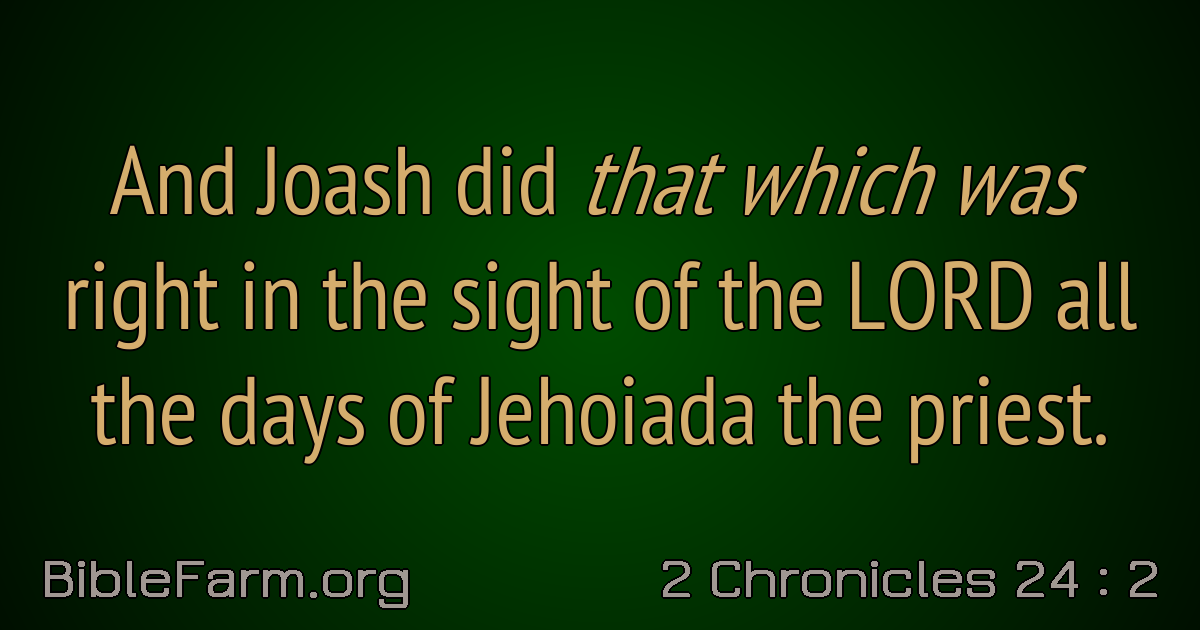 And Joash did that which was
right in the sight of the LORD all
the days of Jehoiada the priest.
BibleFarm.org
2 Chronicles 24 : 2